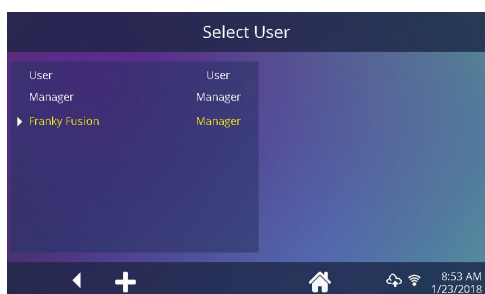 Select User
User User
Manager Manager
Franky Fusion Manager
8:53 AM
1/23/2018